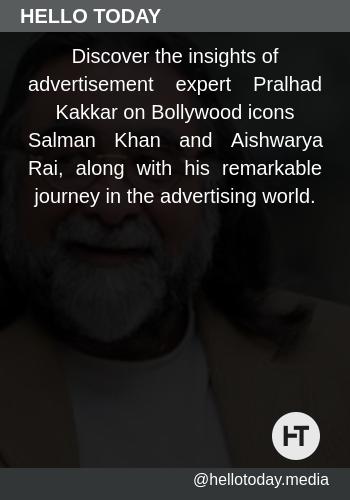 HELLO TODAY
Discover the insights of
advertisement expert Pralhad
Kakkar on Bollywood icons
Salman Khan and Aishwarya
Rai, along with his remarkable
journey in the advertising world.
HT
@hellotoday.media